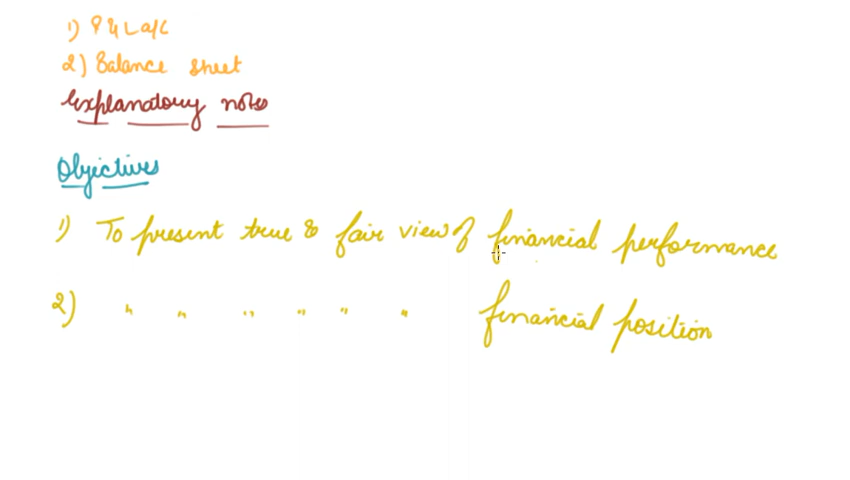 1) P & L a/c
2) Balance sheet
Explanatory notes
Objectives
1) To present true & fair view of financial performance
2) " " " " " " financial position